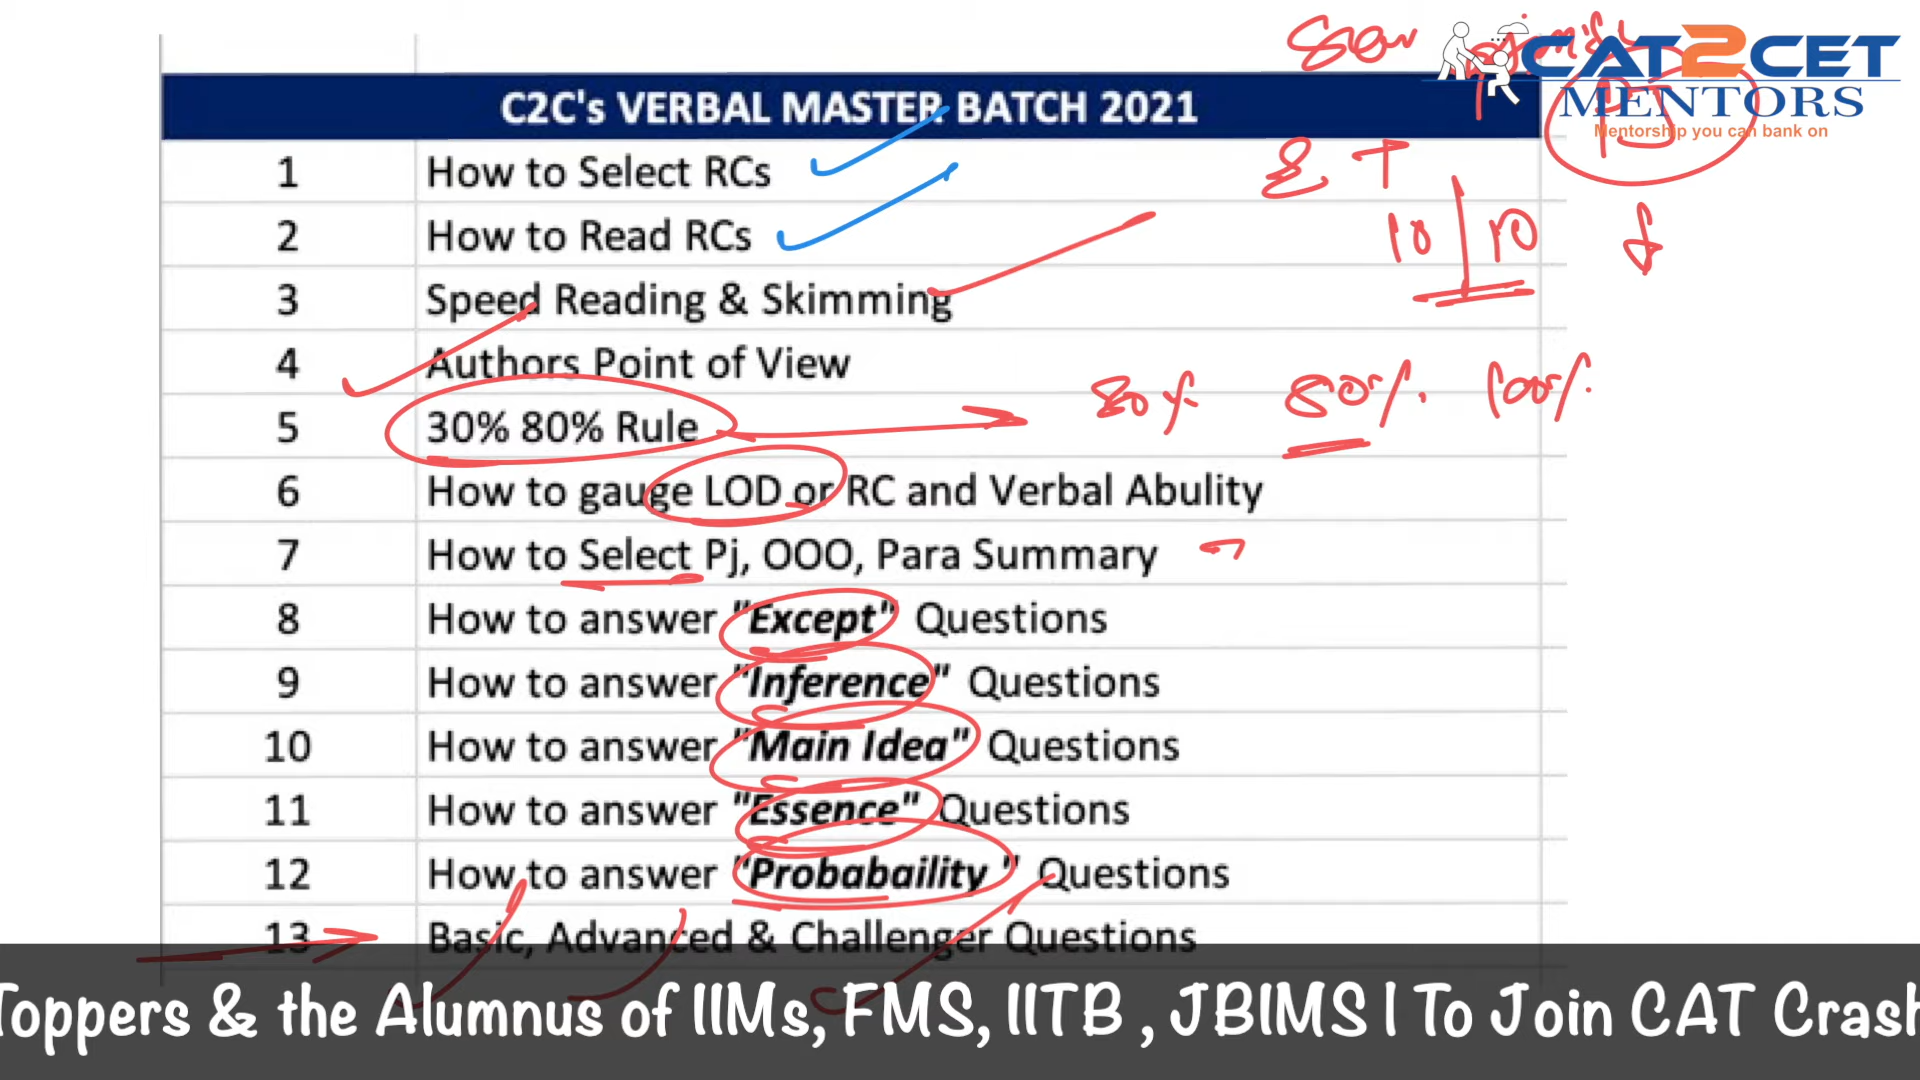 CAT2CET
MENTORS
Mentorship you can bank on
C2C's VERBAL MASTER BATCH 2021
1 How to Select RCs
2 How to Read RCs
3 Speed Reading & Skimming
4 Authors Point of View
5 30% 80% Rule
6 How to gauge LOD or RC and Verbal Abulity
7 How to Select Pj, OOO, Para Summary
8 How to answer "Except" Questions
9 How to answer "Inference" Questions
10 How to answer "Main Idea" Questions
11 How to answer "Essence" Questions
12 How to answer "Probabaility " Questions
13 Basic, Advanced & Challenger Questions
10 | 10
80% 80% 100%
Toppers & the Alumnus of IIMs, FMS, IITB , JBIMS | To Join CAT Crash